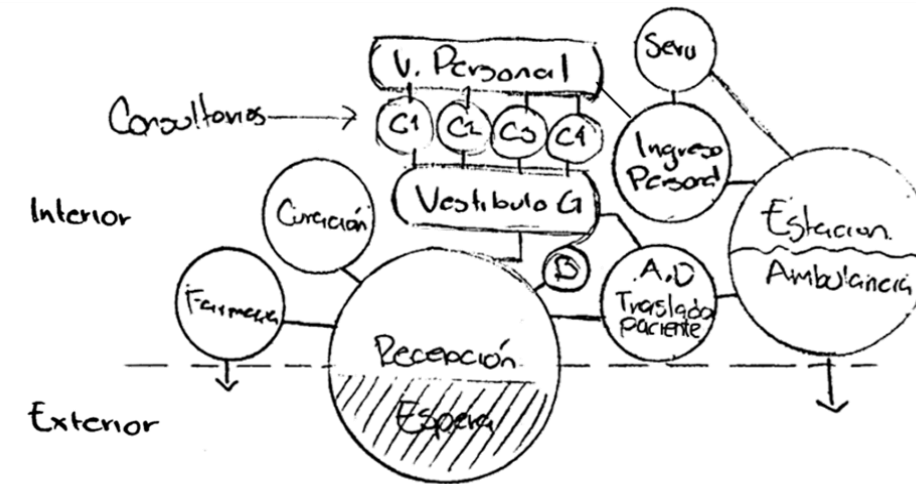 Serv
V. Personal
Consultorios
C1 C2 C3 C4
Ingreso
Personal
Vestibulo G
Interior
Curación
Estacion
B
A.D
Ambulancia
Farmacia
Traslado
paciente
Recepción
Espera
Exterior